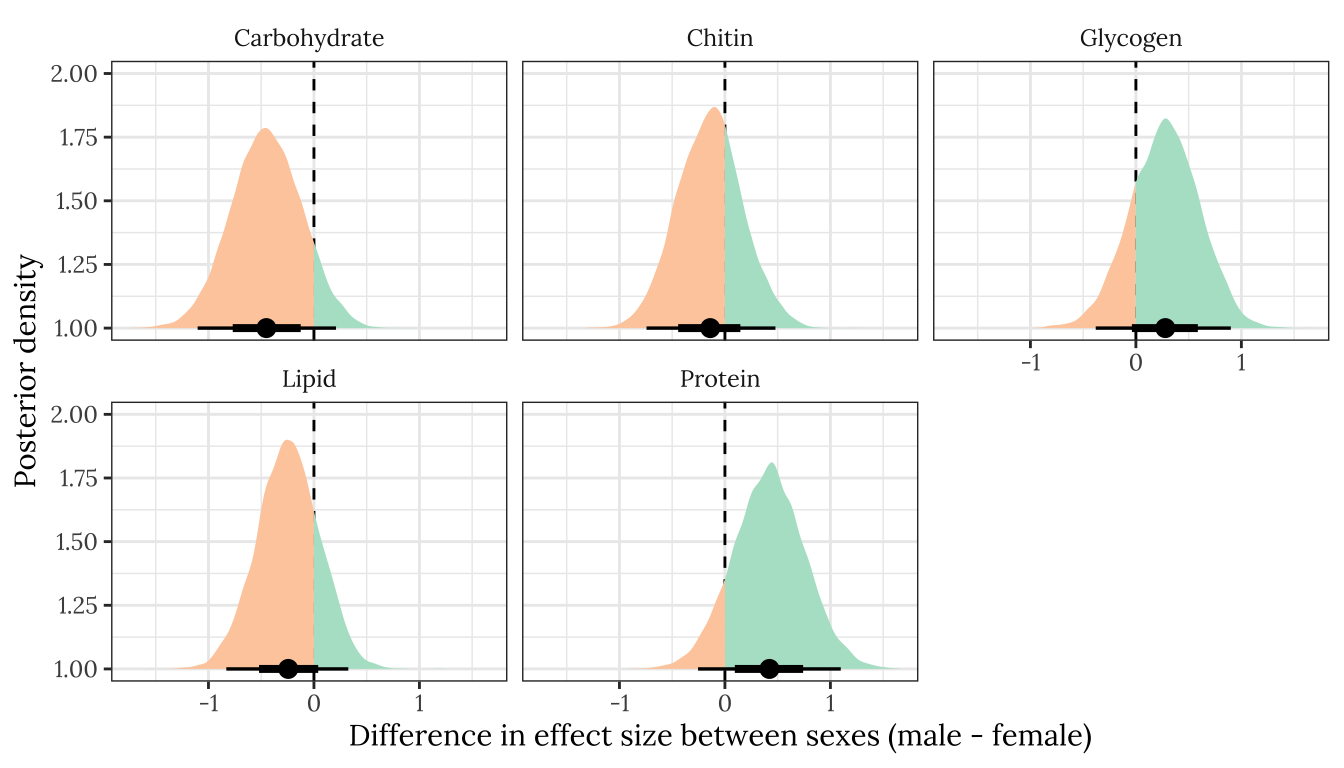 Carbohydrate Chitin Glycogen
2.00
1.75
1.50
1.25
1.00
-1 0 1
Lipid Protein
2.00
1.75
1.50
1.25
1.00
-1 0 1 -1 0 1
Posterior density
Difference in effect size between sexes (male - female)